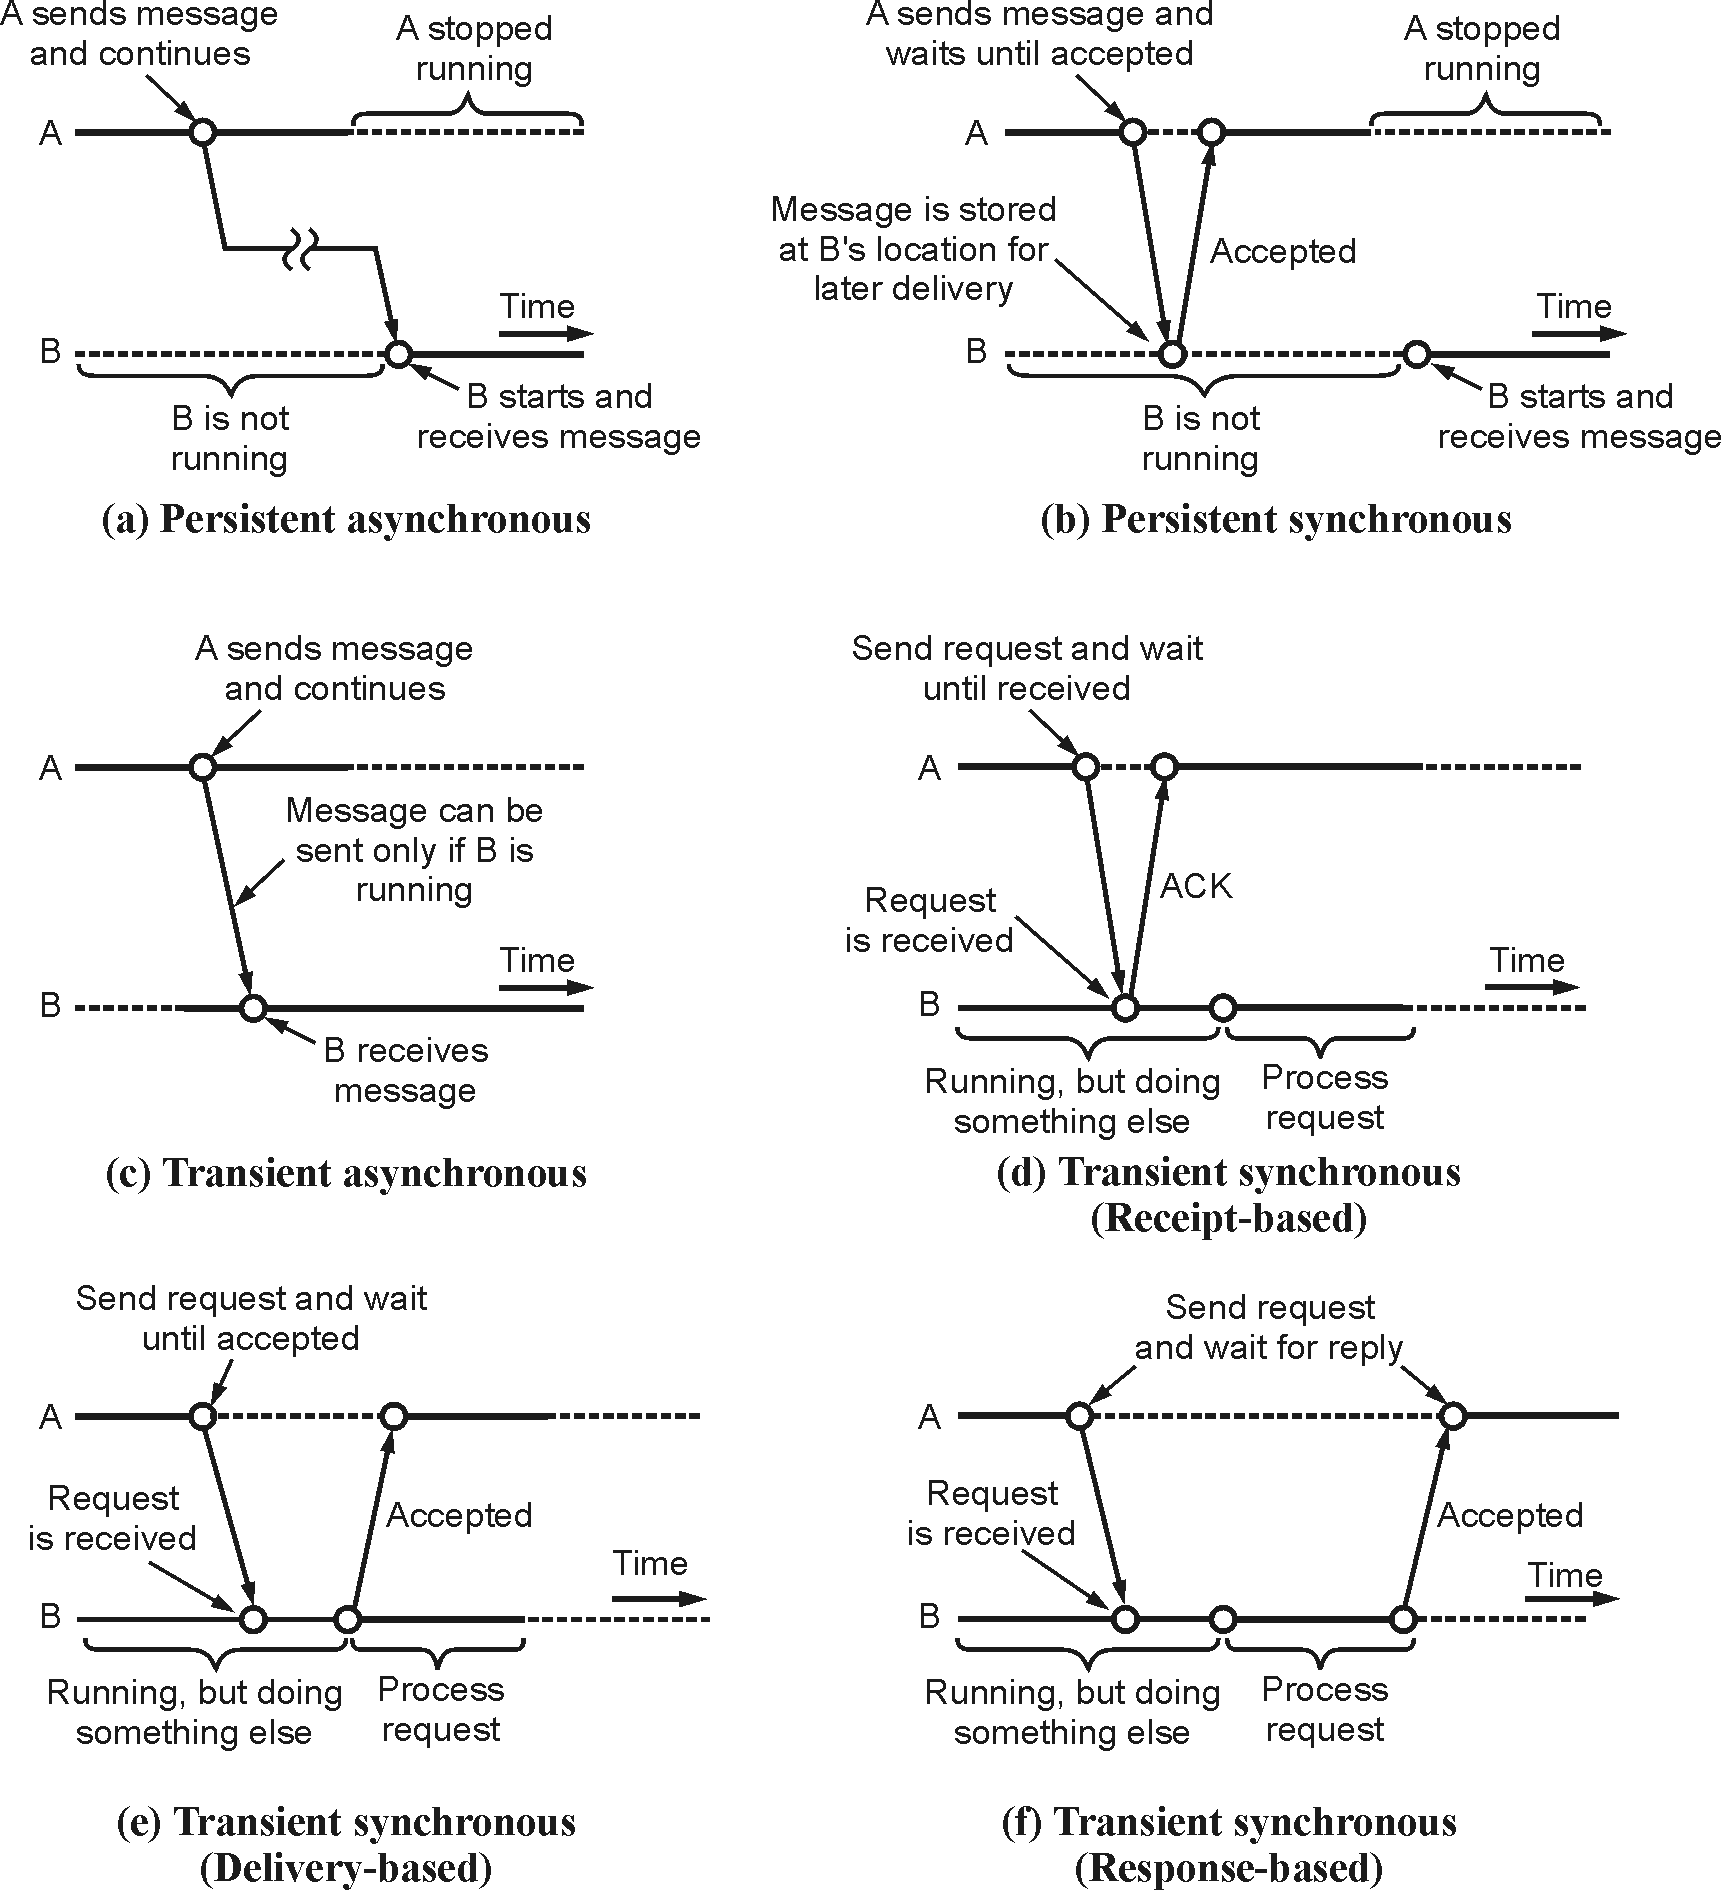 A sends message
and continues
A stopped
running
A
Time
B
B is not
running
B starts and
receives message
(a) Persistent asynchronous
A sends message and
waits until accepted
A stopped
running
A
Message is stored
at B's location for
later delivery
Accepted
Time
B
B is not
running
B starts and
receives message
(b) Persistent synchronous
A sends message
and continues
A
Message can be
sent only if B is
running
Time
B
B receives
message
(c) Transient asynchronous
Send request and wait
until received
A
ACK
Request
is received
Time
B
Running, but doing
something else
Process
request
(d) Transient synchronous
(Receipt-based)
Send request and wait
until accepted
A
Request
is received
Accepted
Time
B
Running, but doing
something else
Process
request
(e) Transient synchronous
(Delivery-based)
Send request
and wait for reply
A
Request
is received
Accepted
Time
B
Running, but doing
something else
Process
request
(f) Transient synchronous
(Response-based)